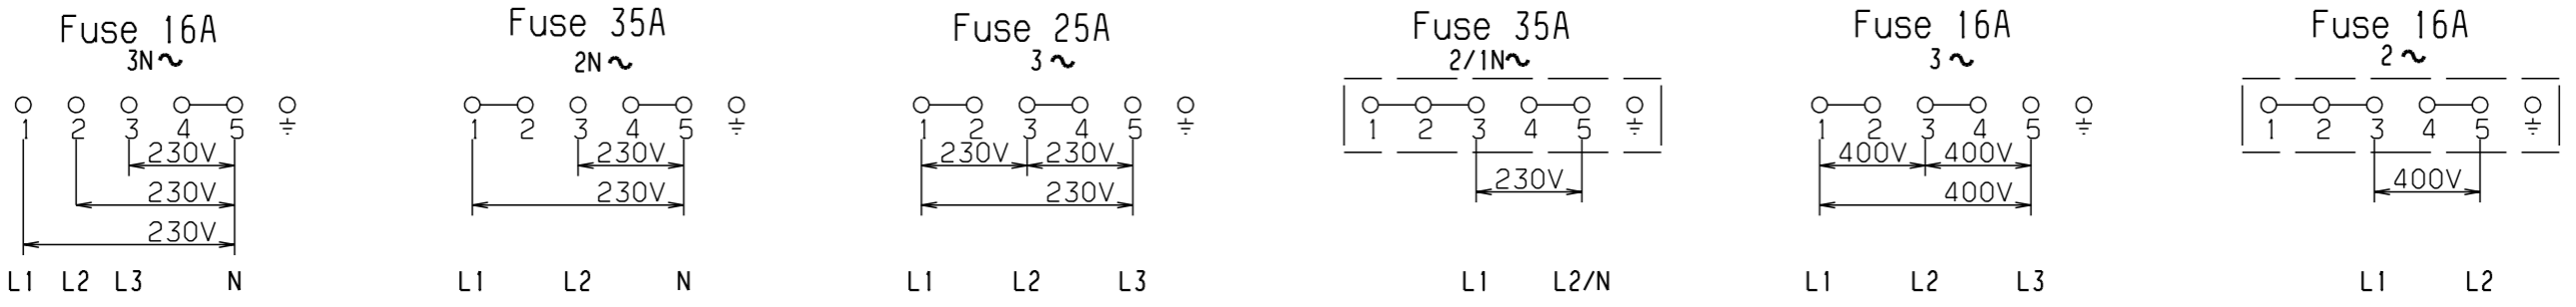 Fuse 16A
3N~
1 2 3 4 5 ⏚
230V
230V
230V
L1 L2 L3 N
Fuse 35A
2N~
1 2 3 4 5 ⏚
230V
230V
L1 L2 N
Fuse 25A
3~
1 2 3 4 5 ⏚
230V 230V
230V
L1 L2 L3
Fuse 35A
2/1N~
1 2 3 4 5 ⏚
230V
L1 L2/N
Fuse 16A
3~
1 2 3 4 5 ⏚
400V 400V
400V
L1 L2 L3
Fuse 16A
2~
1 2 3 4 5 ⏚
400V
L1 L2